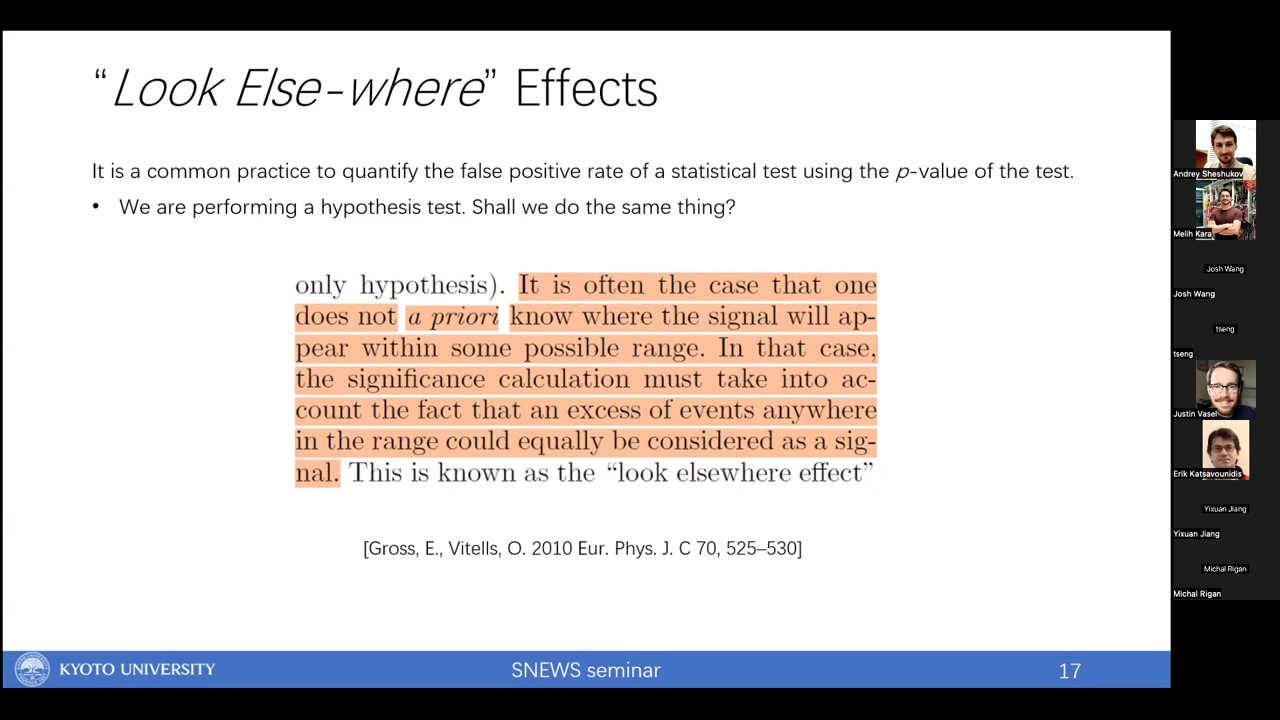 “Look Else-where” Effects
It is a common practice to quantify the false positive rate of a statistical test using the p-value of the test.
• We are performing a hypothesis test. Shall we do the same thing?
only hypothesis). It is often the case that one
does not a priori know where the signal will ap-
pear within some possible range. In that case,
the significance calculation must take into ac-
count the fact that an excess of events anywhere
in the range could equally be considered as a sig-
nal. This is known as the “look elsewhere effect”
[Gross, E., Vitells, O. 2010 Eur. Phys. J. C 70, 525–530]
KYOTO UNIVERSITY
SNEWS seminar
17
Andrey Sheshukov
Melih Kara
Josh Wang
Josh Wang
tseng
tseng
Justin Vasel
Erik Katsavounidis
Yixuan Jiang
Yixuan Jiang
Michal Rigan
Michal Rigan